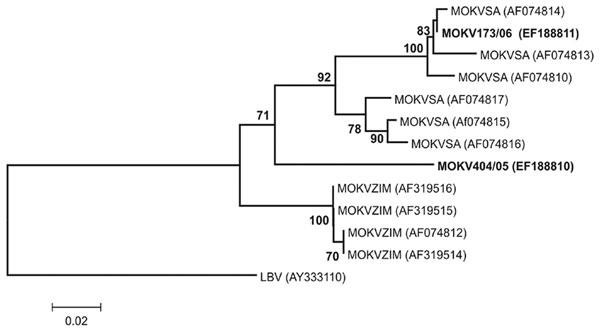 MOKVSA (AF074814)
83
MOKV173/06 (EF188811)
100
MOKVSA (AF074813)
92
MOKVSA (AF074810)
MOKVSA (AF074817)
71
78
MOKVSA (Af074815)
90
MOKVSA (AF074816)
MOKV404/05 (EF188810)
MOKVZIM (AF319516)
100
MOKVZIM (AF319515)
MOKVZIM (AF074812)
70
MOKVZIM (AF319514)
LBV (AY333110)
0.02